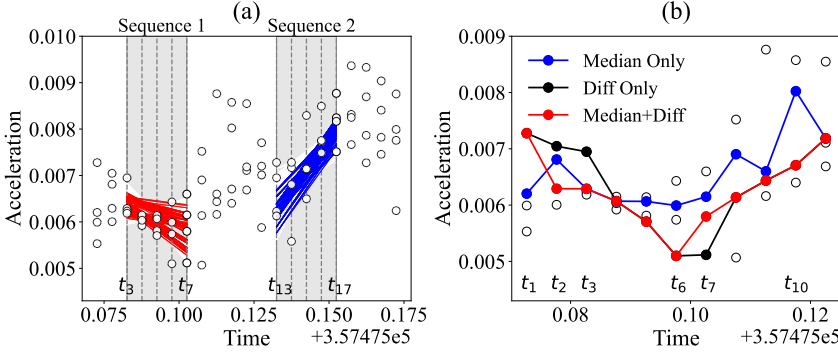 (a)
Sequence 1
Sequence 2
0.010
0.009
0.008
0.007
0.006
0.005
Acceleration
t3
t7
t13
t17
0.075
0.100
0.125
0.150
0.175
Time
+3.57475e5
(b)
0.009
0.008
0.007
0.006
0.005
Acceleration
Median Only
Diff Only
Median+Diff
t1
t2
t3
t6
t7
t10
0.08
0.10
0.12
Time
+3.57475e5